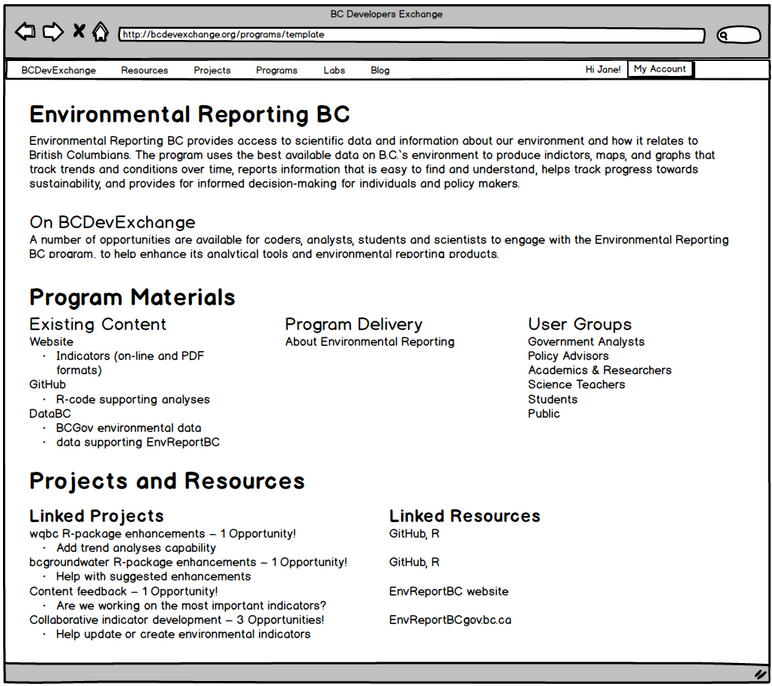 BC Developers Exchange
http://bcdevexchange.org/programs/template
BCDevExchange Resources Projects Programs Labs Blog Hi Jane! My Account
Environmental Reporting BC
Environmental Reporting BC provides access to scientific data and information about our environment and how it relates to
British Columbians. The program uses the best available data on B.C.`s environment to produce indictors, maps, and graphs that
track trends and conditions over time, reports information that is easy to find and understand, helps track progress towards
sustainability, and provides for informed decision-making for individuals and policy makers.
On BCDevExchange
A number of opportunities are available for coders, analysts, students and scientists to engage with the Environmental Reporting
BC program, to help enhance its analytical tools and environmental reporting products.
Program Materials
Existing Content
Website
· Indicators (on-line and PDF
formats)
GitHub
· R-code supporting analyses
DataBC
· BCGov environmental data
· data supporting EnvReportBC
Program Delivery
About Environmental Reporting
User Groups
Government Analysts
Policy Advisors
Academics & Researchers
Science Teachers
Students
Public
Projects and Resources
Linked Projects
wqbc R-package enhancements – 1 Opportunity!
· Add trend analyses capability
bcgroundwater R-package enhancements – 1 Opportunity!
· Help with suggested enhancements
Content feedback – 1 Opportunity!
· Are we working on the most important indicators?
Collaborative indicator development – 3 Opportunities!
· Help update or create environmental indicators
Linked Resources
GitHub, R
GitHub, R
EnvReportBC website
EnvReportBCgov.bc.ca